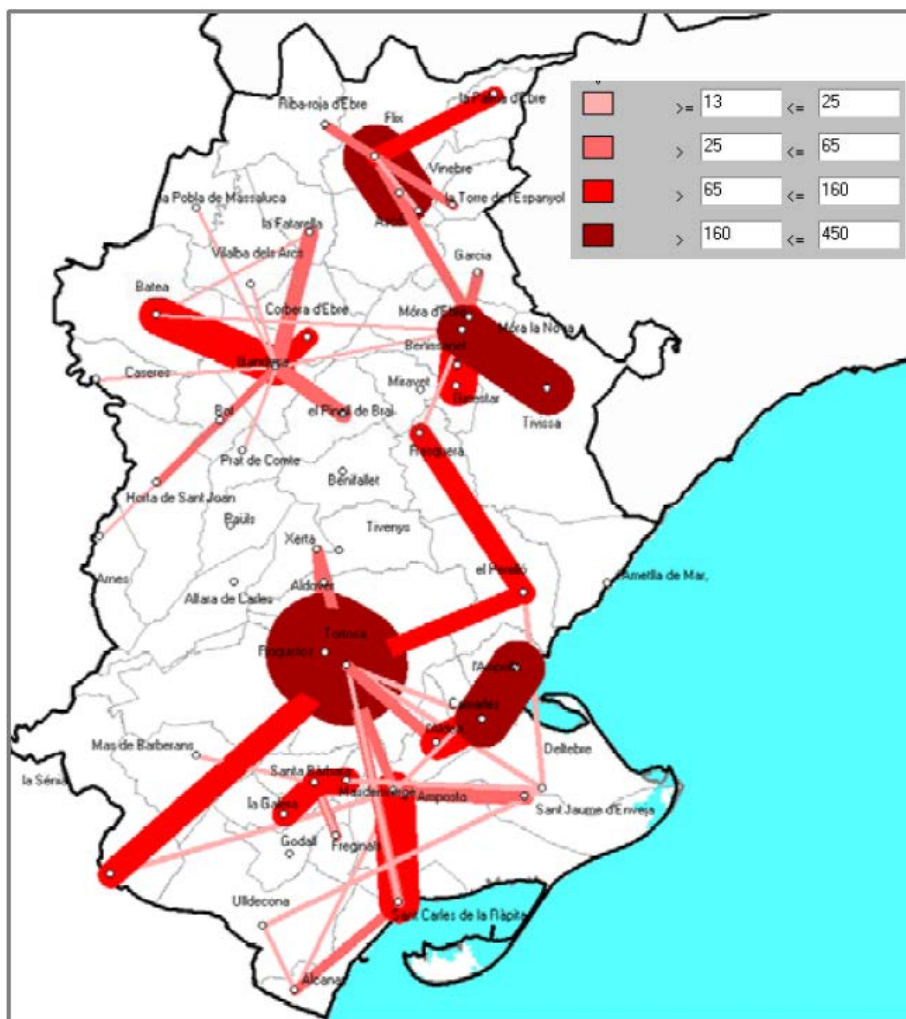 la Palma d'Ebre
Riba-roja d'Ebre
Flix
>= 13 <= 25
> 25 <= 65
> 65 <= 160
> 160 <= 450
Vinebre
la Pobla de Massaluca
la Torre de l'Espanyol
la Fatarella
Vilalba dels Arcs
Garcia
Batea
Corbera d'Ebre
Móra d'Ebre
Móra la Nova
Benissanet
Gandesa
Caseres
Miravet
Ginestar
Tivissa
Bot
el Pinell de Brai
Rasquera
Prat de Comte
Benifallet
Horta de Sant Joan
Paüls
Tivenys
Xerta
el Perelló
Arnes
Aldover
Ametlla de Mar,
Allara de Carles
Tortosa
Roquetes
l'Ampolla
Camarles
l'Aldea
Mas de Barberans
Deltebre
la Sénia
Santa Bàrbara
Masdenverge
Amposto
la Galera
Sant Jaume d'Enveja
Godall
Freginals
Ulldecona
Sant Carles de la Ràpita
Alcanar